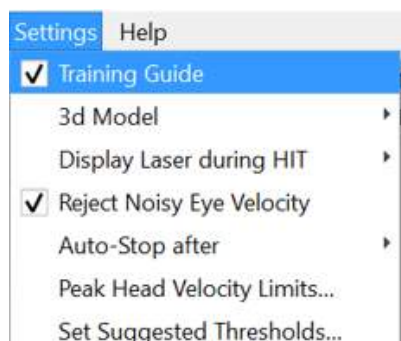 Settings Help
Training Guide
3d Model
Display Laser during HIT
Reject Noisy Eye Velocity
Auto-Stop after
Peak Head Velocity Limits...
Set Suggested Thresholds...